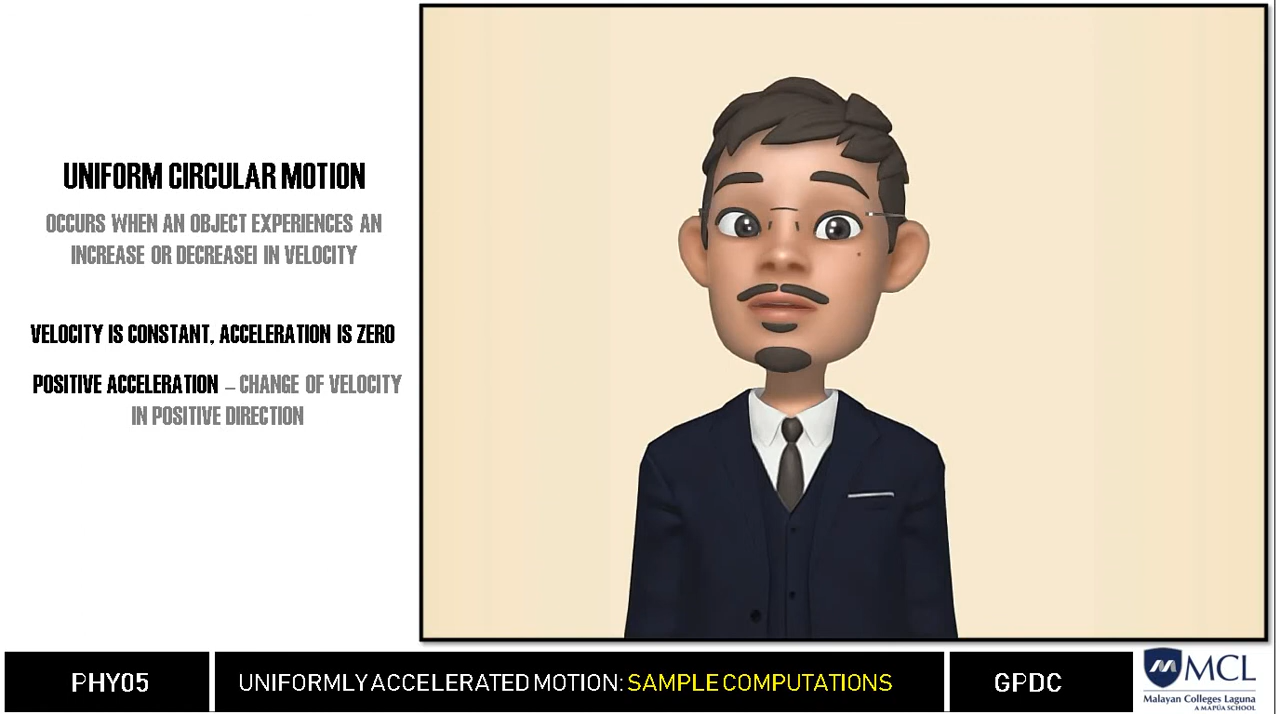 UNIFORM CIRCULAR MOTION
OCCURS WHEN AN OBJECT EXPERIENCES AN
INCREASE OR DECREASEI IN VELOCITY
VELOCITY IS CONSTANT, ACCELERATION IS ZERO
POSITIVE ACCELERATION – CHANGE OF VELOCITY
IN POSITIVE DIRECTION
PHY05
UNIFORMLY ACCELERATED MOTION: SAMPLE COMPUTATIONS
GPDC
MCL
Malayan Colleges Laguna
A MAPÚA SCHOOL